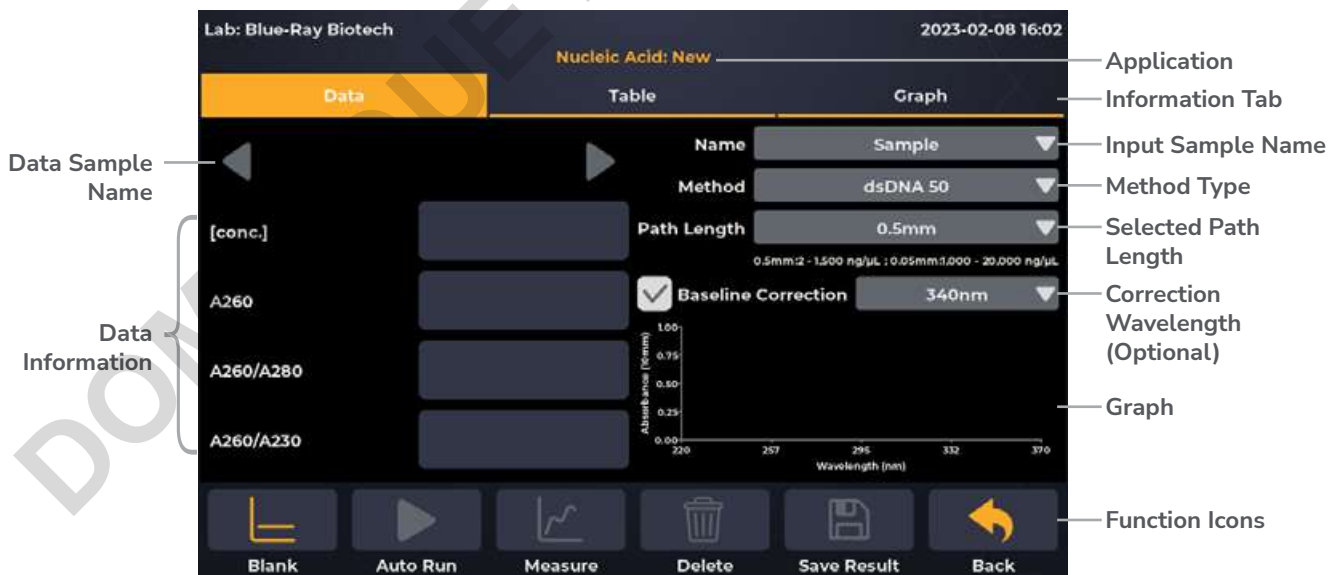 Lab: Blue-Ray Biotech
2023-02-08 16:02
Nucleic Acid: New
Application
Data
Table
Graph
Information Tab
Data Sample
Name
Name
Sample
Input Sample Name
Method
dsDNA 50
Method Type
[conc.]
Path Length
0.5mm
Selected Path
Length
0.5mm:2 - 1,500 ng/µL ; 0.05mm:1,000 - 20,000 ng/µL
A260
Baseline Correction
340nm
Correction
Wavelength
(Optional)
Data
Information
A260/A280
A260/A230
Absorbance (10mm)
1.00
0.75
0.50
0.25
0.00
220
257
295
332
370
Wavelength (nm)
Graph
Blank
Auto Run
Measure
Delete
Save Result
Back
Function Icons